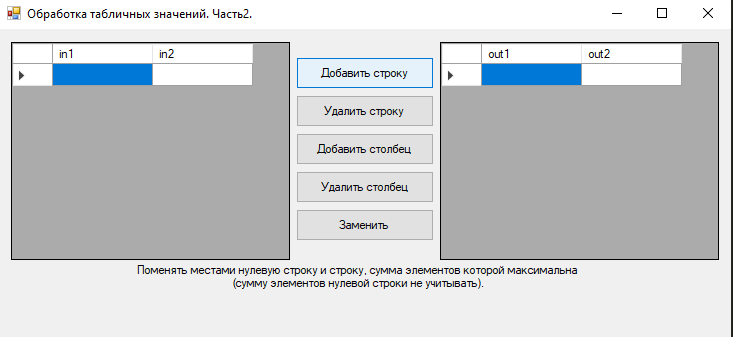 Обработка табличных значений. Часть2.
in1 in2
out1 out2
Добавить строку
Удалить строку
Добавить столбец
Удалить столбец
Заменить
Поменять местами нулевую строку и строку, сумма элементов которой максимальна
(сумму элементов нулевой строки не учитывать).